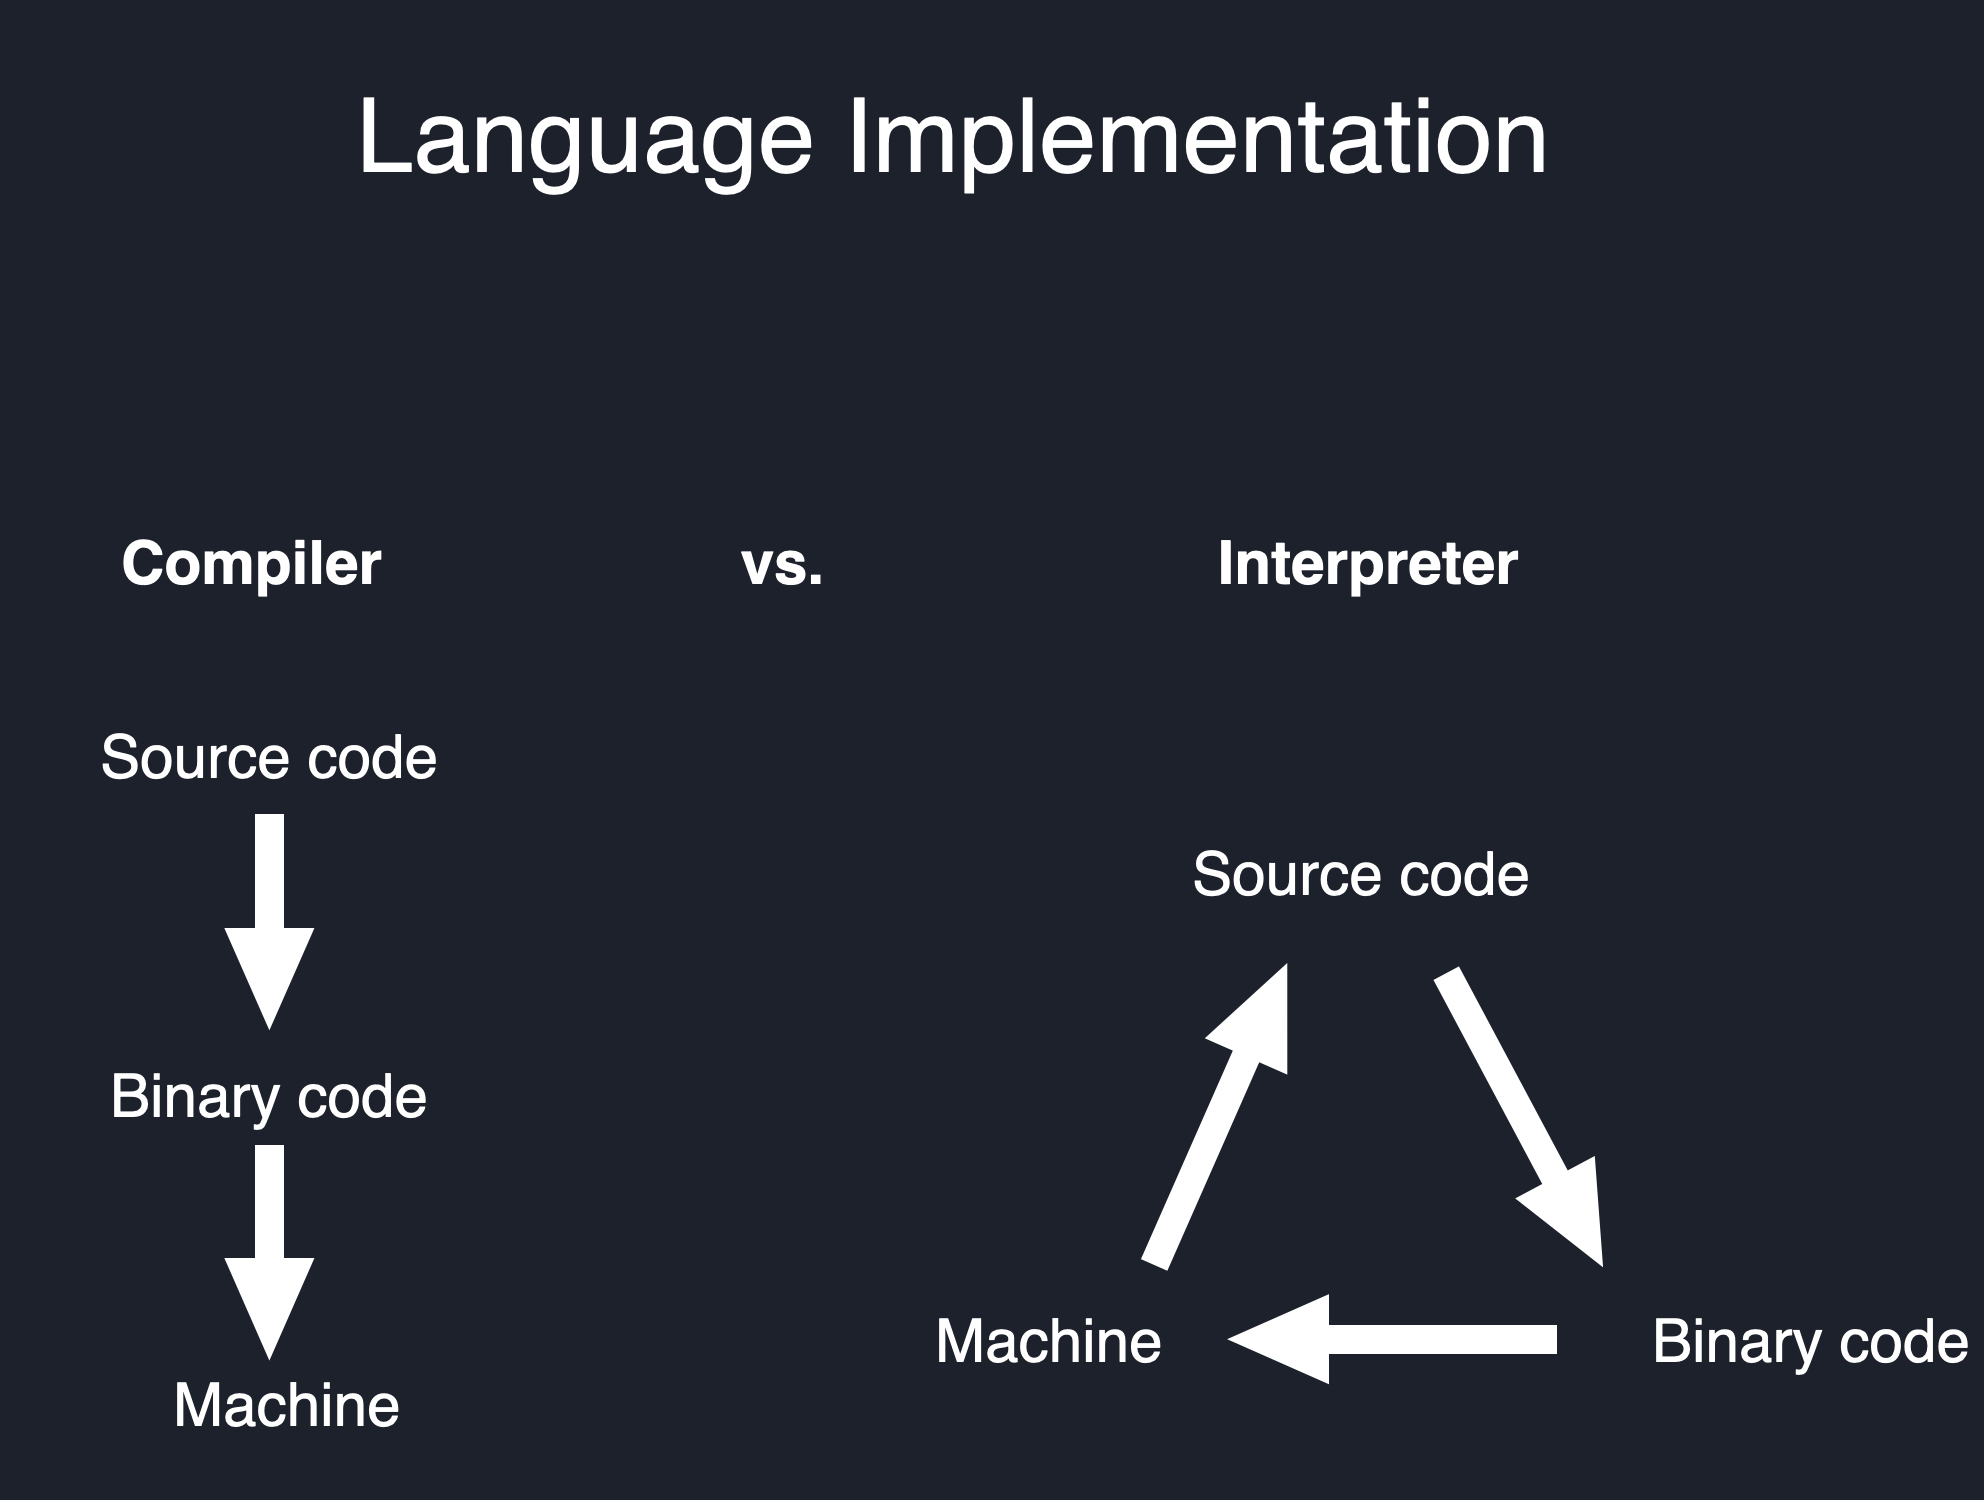 Language Implementation
Compiler vs. Interpreter
Source code
Binary code
Machine
Source code
Machine
Binary code